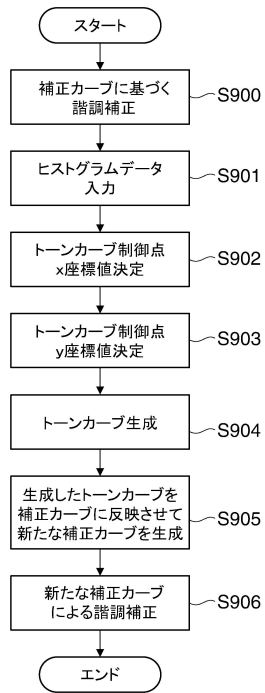 スタート
補正カーブに基づく
諧調補正
S900
ヒストグラムデータ
入力
S901
トーンカーブ制御点
x座標値決定
S902
トーンカーブ制御点
y座標値決定
S903
トーンカーブ生成
S904
生成したトーンカーブを
補正カーブに反映させて
新たな補正カーブを生成
S905
新たな補正カーブ
による諧調補正
S906
エンド